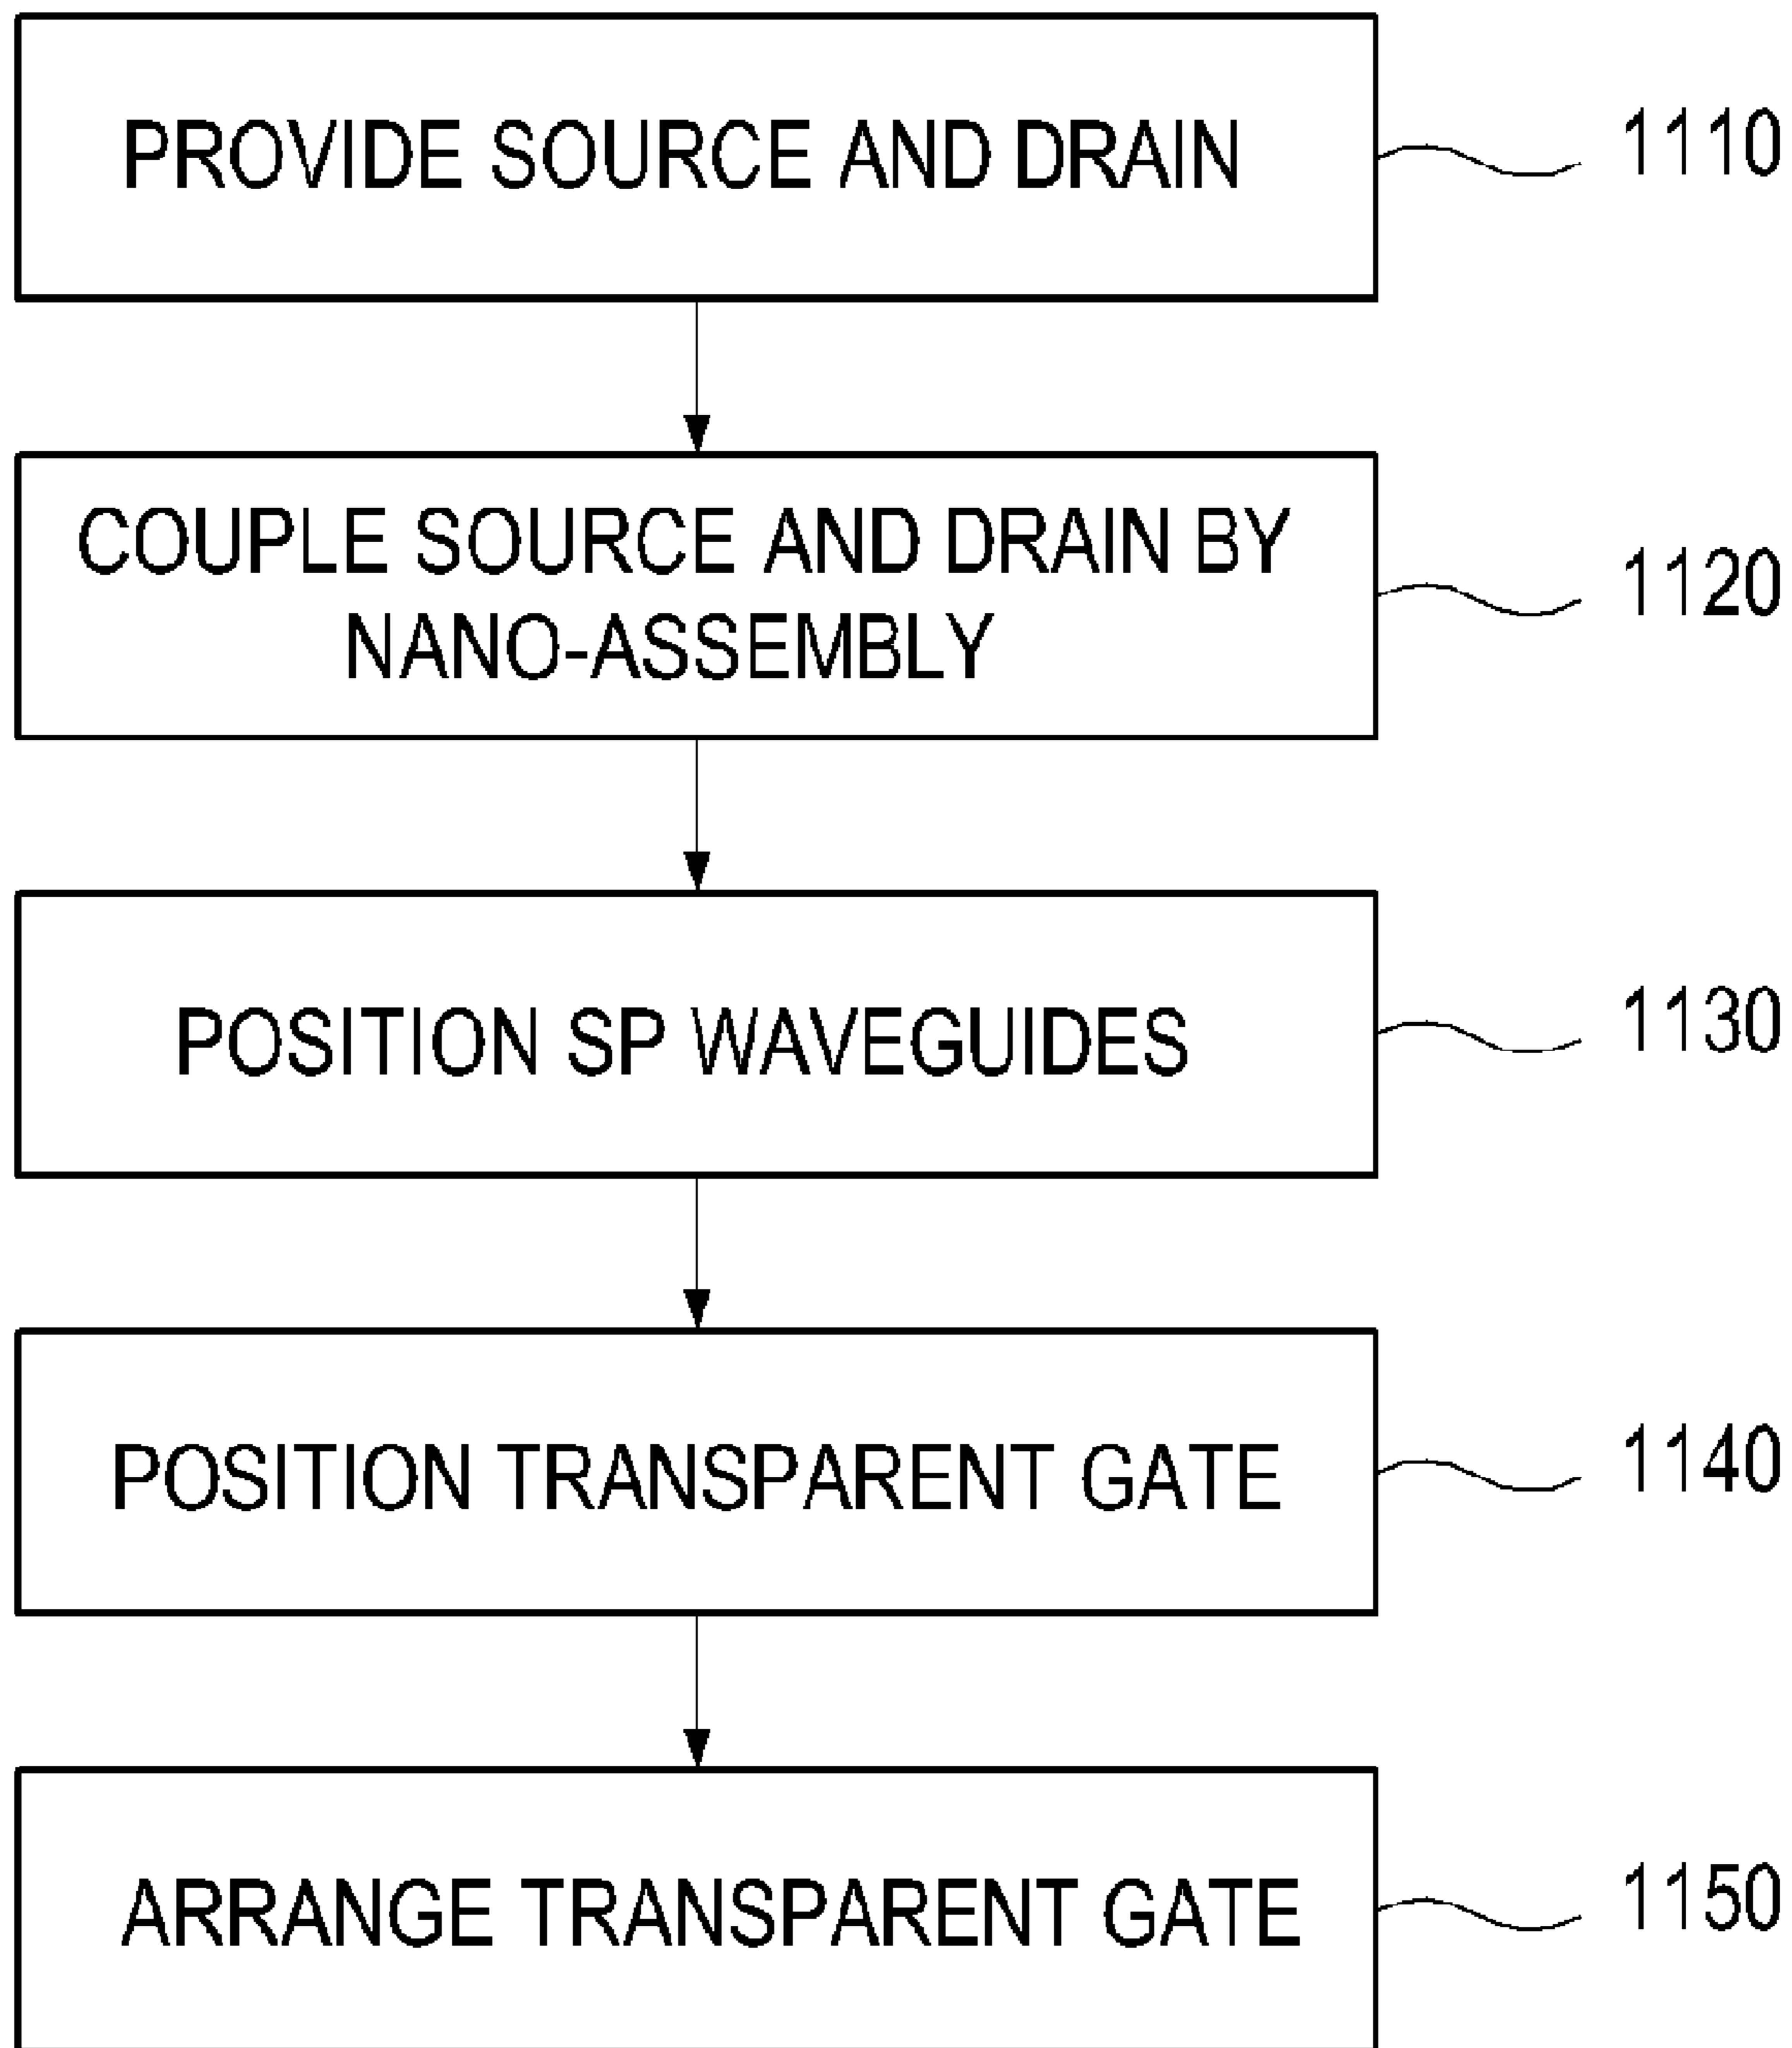 PROVIDE SOURCE AND DRAIN
1110
COUPLE SOURCE AND DRAIN BY
NANO-ASSEMBLY
1120
POSITION SP WAVEGUIDES
1130
POSITION TRANSPARENT GATE
1140
ARRANGE TRANSPARENT GATE
1150